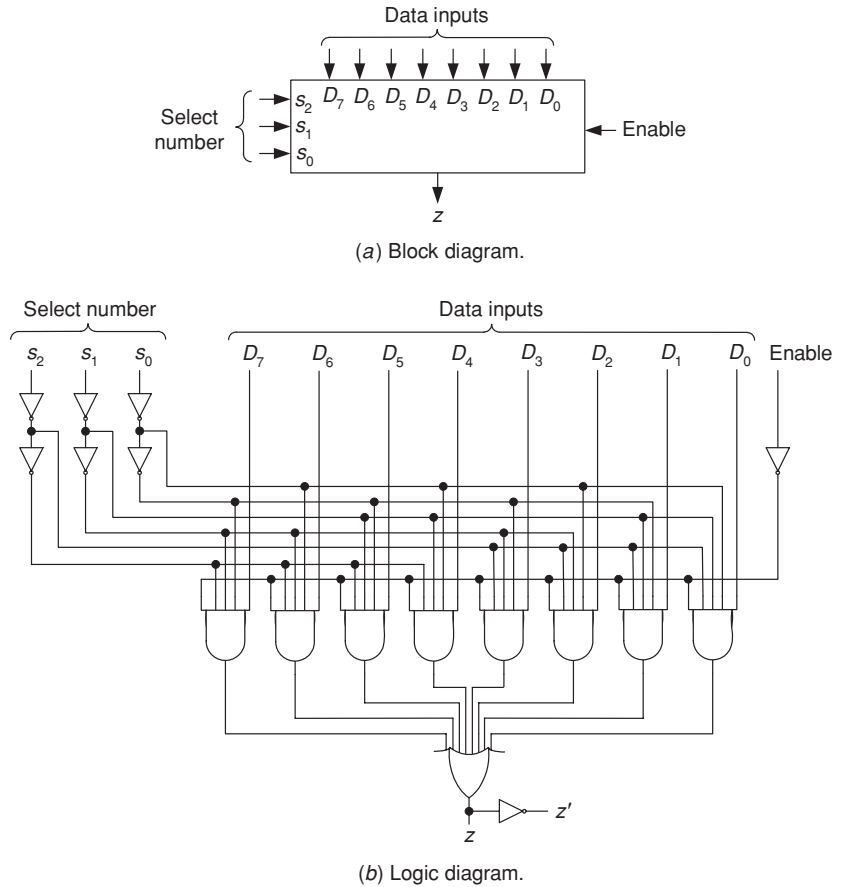 Data inputs
s2 D7 D6 D5 D4 D3 D2 D1 D0
Select
number
s1
Enable
s0
z
(a) Block diagram.
Select number
Data inputs
s2 s1 s0 D7 D6 D5 D4 D3 D2 D1 D0 Enable
z z'
(b) Logic diagram.